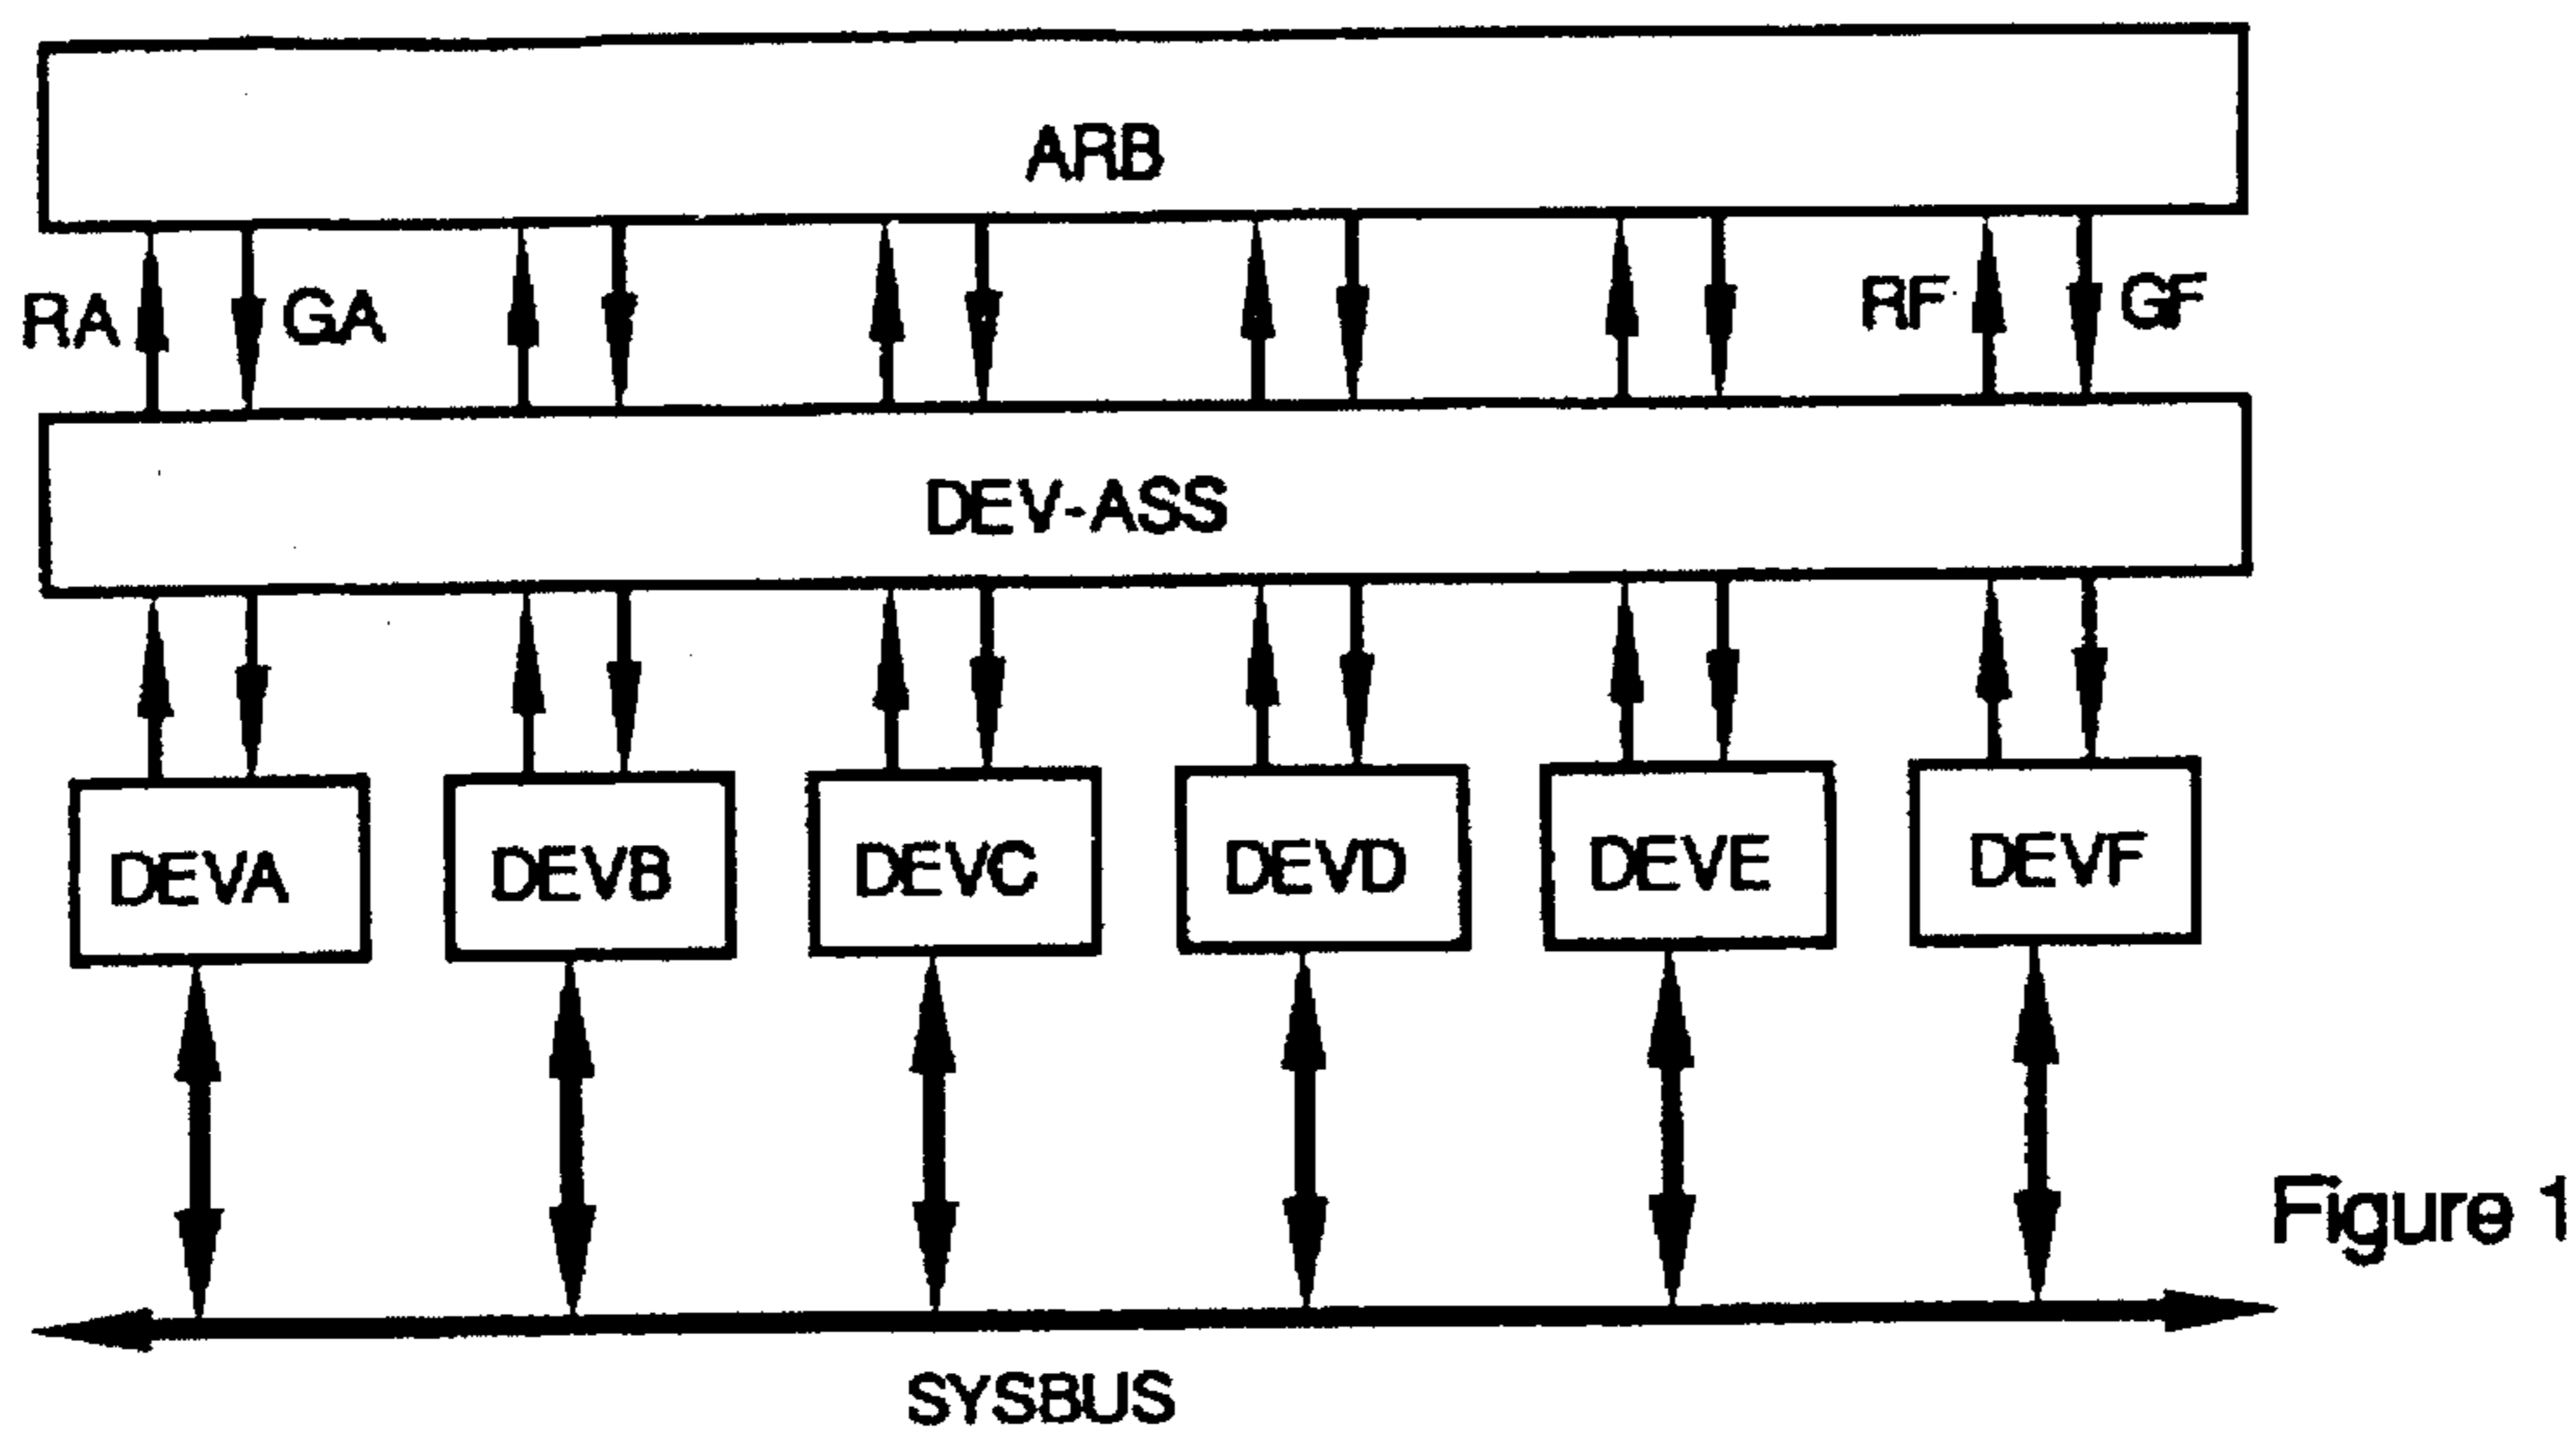 ARB
RA GA RF GF
DEV-ASS
DEVA DEVB DEVC DEVD DEVE DEVF
Figure 1
SYSBUS